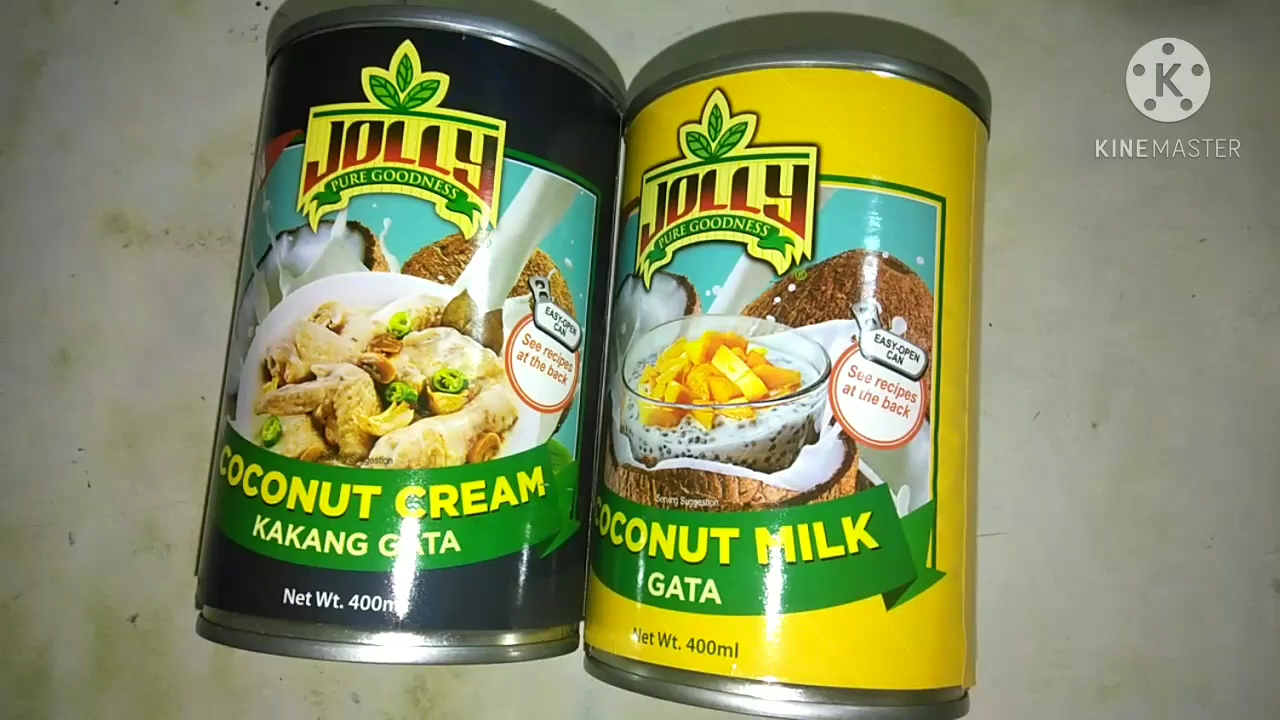 JOLLY
PURE GOODNESS
EASY-OPEN
CAN
See recipes
at the back
COCONUT CREAM
KAKANG GATA
Net Wt. 400m
JOLLY
PURE GOODNESS
®
EASY-OPEN
CAN
See recipes
at the back
Serving Suggestion
COCONUT MILK
GATA
Net Wt. 400ml
K
KINEMASTER